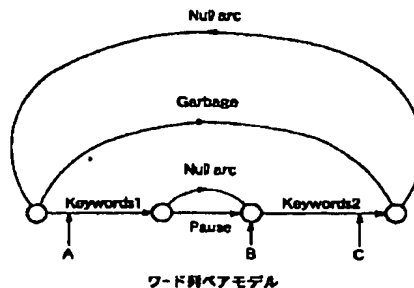 Null arc
Garbage
Null arc
Keywords1
Keywords2
Pause
A
B
C
ワード列ペアモデル